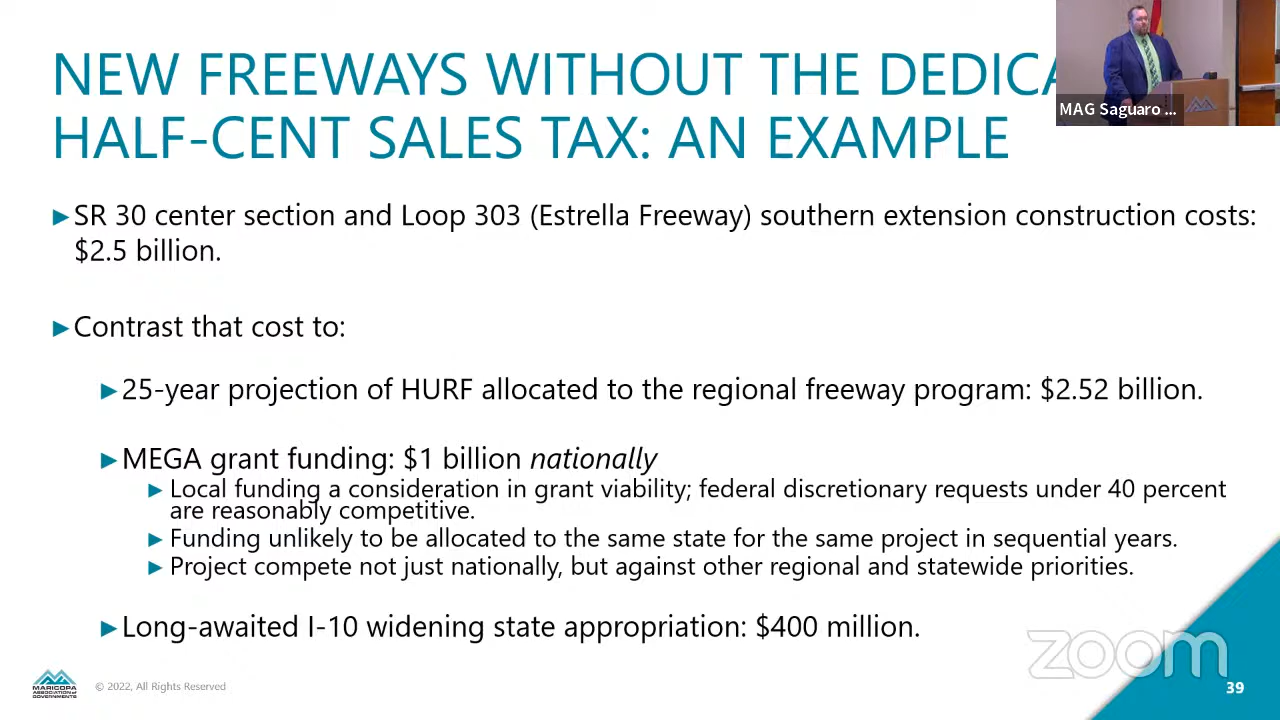 NEW FREEWAYS WITHOUT THE DEDICA
HALF-CENT SALES TAX: AN EXAMPLE
MAG Saguaro ...
SR 30 center section and Loop 303 (Estrella Freeway) southern extension construction costs:
$2.5 billion.
Contrast that cost to:
25-year projection of HURF allocated to the regional freeway program: $2.52 billion.
MEGA grant funding: $1 billion nationally
Local funding a consideration in grant viability; federal discretionary requests under 40 percent
are reasonably competitive.
Funding unlikely to be allocated to the same state for the same project in sequential years.
Project compete not just nationally, but against other regional and statewide priorities.
Long-awaited I-10 widening state appropriation: $400 million.
zoom
MARICOPA
ASSOCIATION of
GOVERNMENTS
© 2022, All Rights Reserved
39